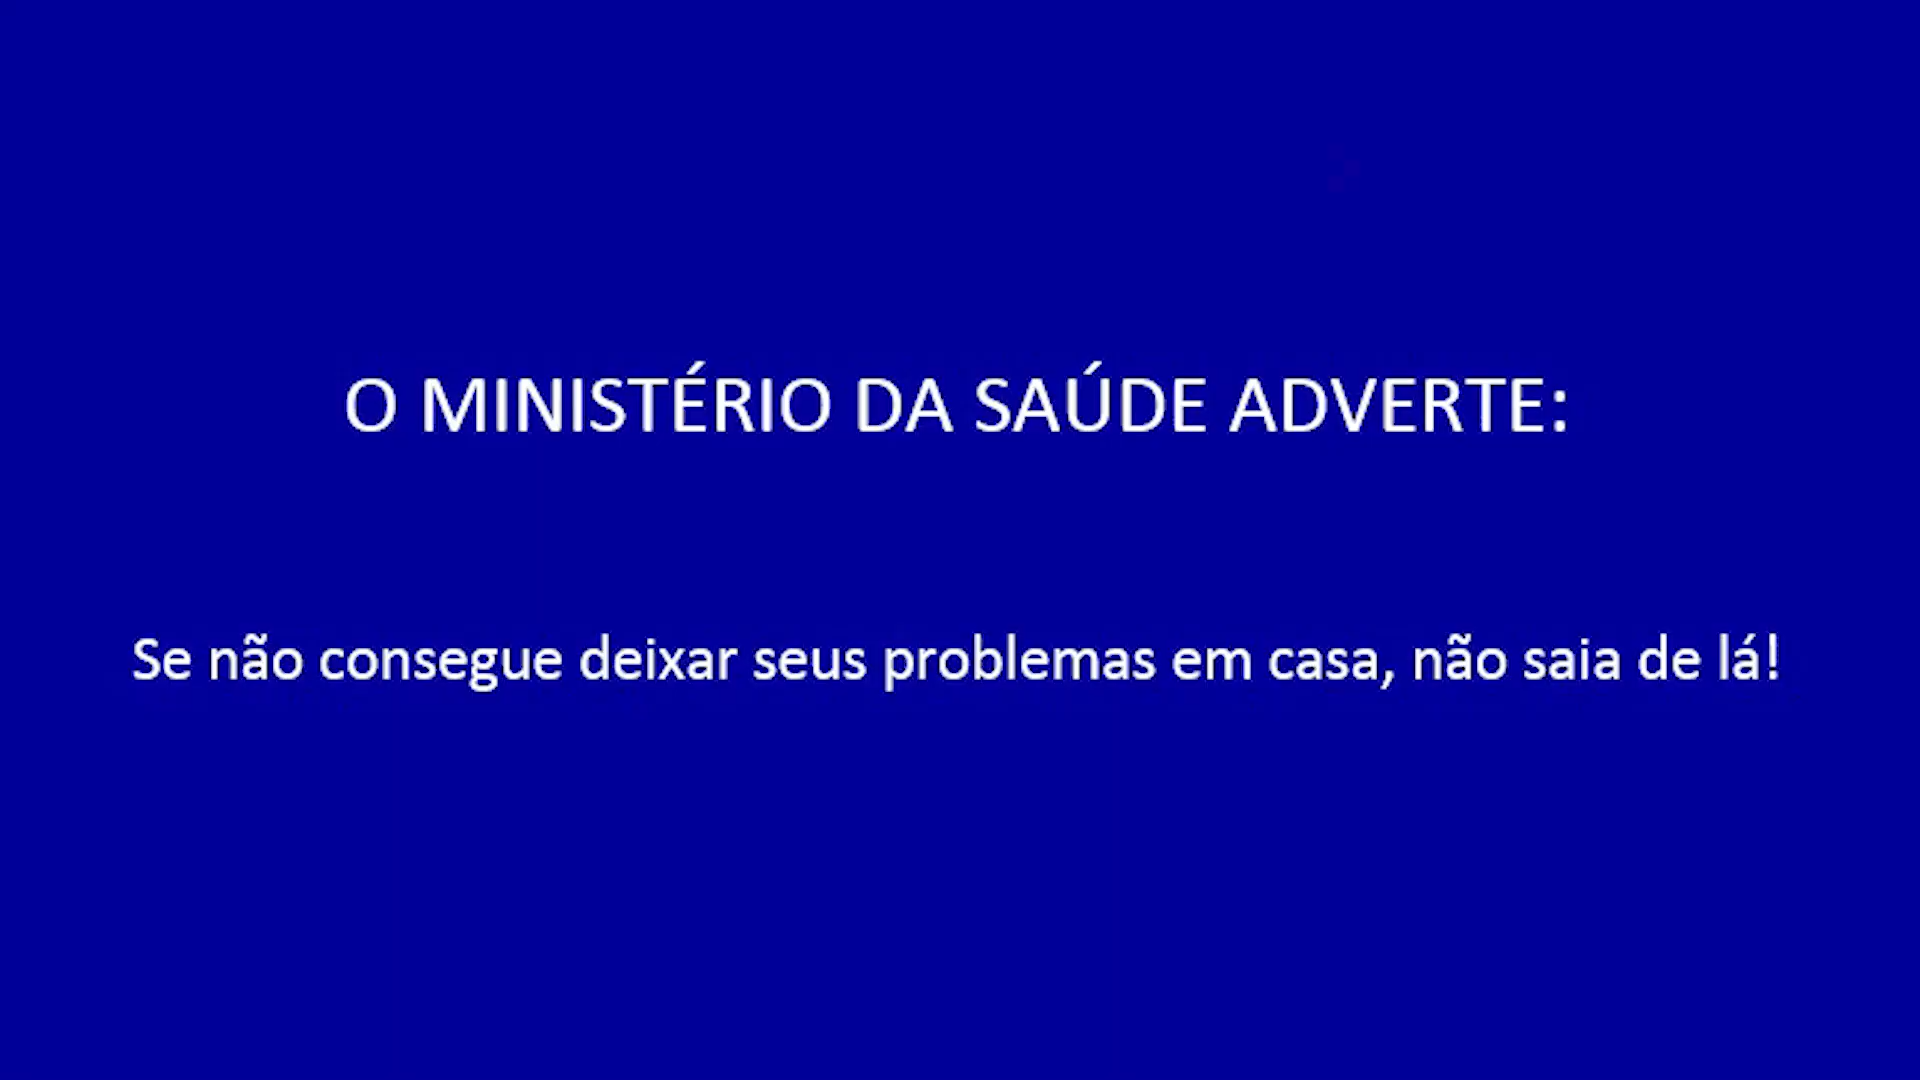 O MINISTÉRIO DA SAÚDE ADVERTE:
Se não consegue deixar seus problemas em casa, não saia de lá!